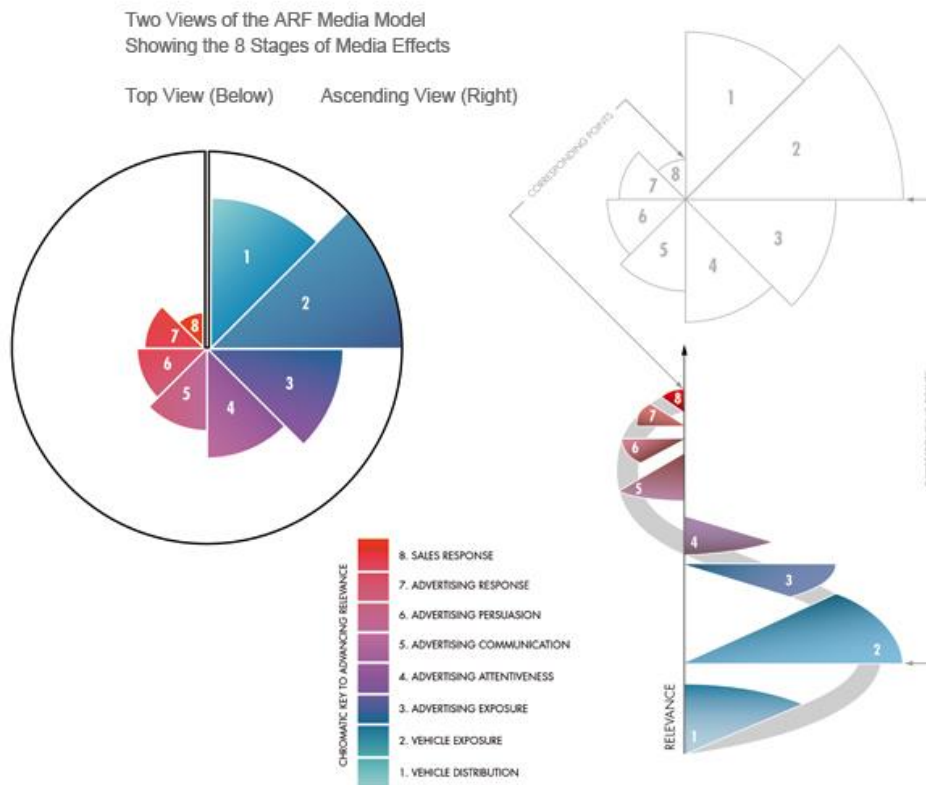 Two Views of the ARF Media Model
Showing the 8 Stages of Media Effects
Top View (Below) Ascending View (Right)
CORRESPONDING POINTS
1
2
3
4
5
6
7
8
1
2
3
4
5
6
7
8
8
7
6
5
4
3
2
1
RELEVANCE
CHROMATIC KEY TO ADVANCING RELEVANCE
8. SALES RESPONSE
7. ADVERTISING RESPONSE
6. ADVERTISING PERSUASION
5. ADVERTISING COMMUNICATION
4. ADVERTISING ATTENTIVENESS
3. ADVERTISING EXPOSURE
2. VEHICLE EXPOSURE
1. VEHICLE DISTRIBUTION